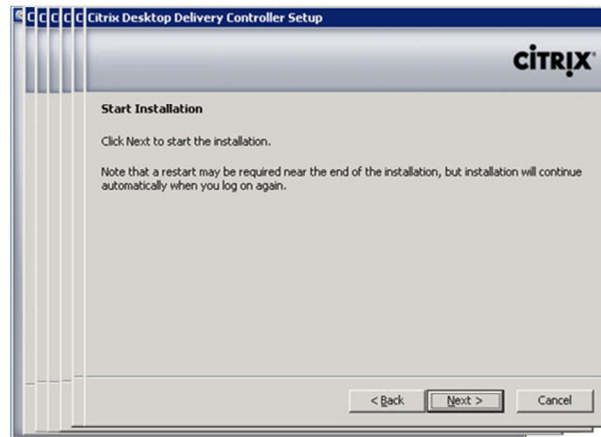 C C C C C Citrix Desktop Delivery Controller Setup
CİTRIX
Start Installation
Click Next to start the installation.
Note that a restart may be required near the end of the installation, but installation will continue
automatically when you log on again.
< Back Next > Cancel